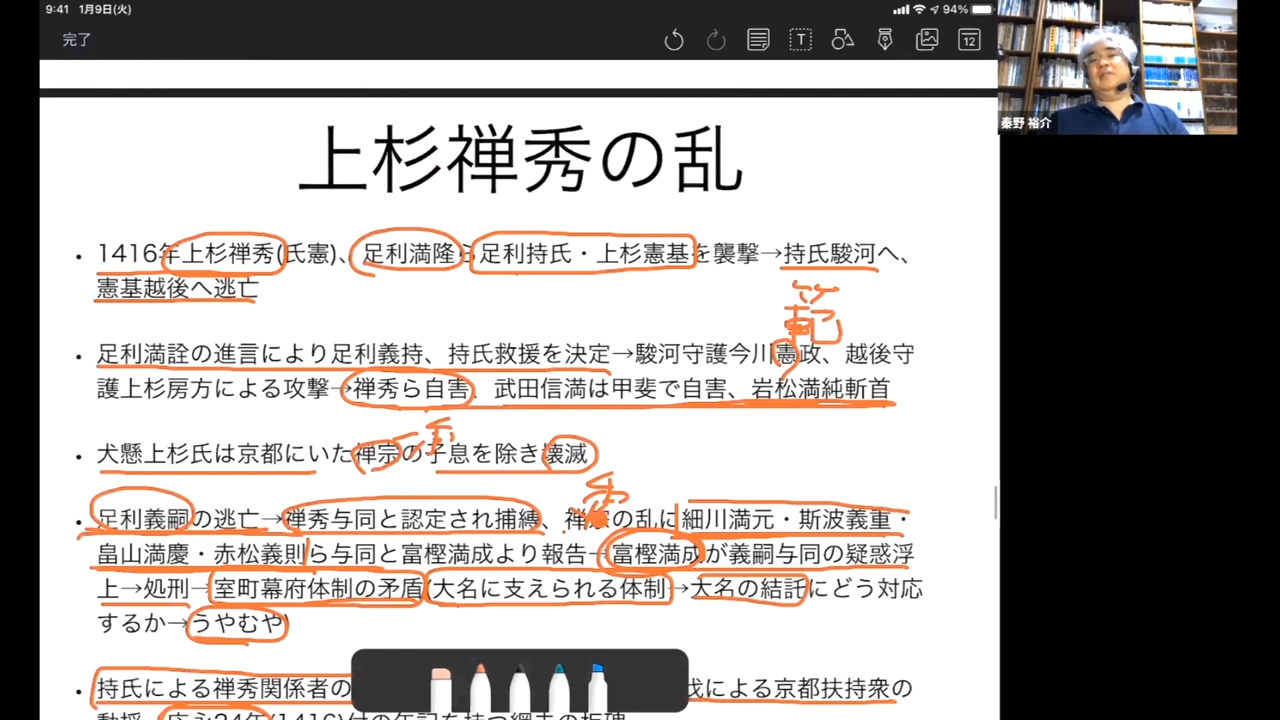 9:41 1月9日(火)
94%
完了
T
12
秦野 裕介
上杉禅秀の乱
• 1416年上杉禅秀(氏憲)、足利満隆ら足利持氏・上杉憲基を襲撃→持氏駿河へ、
憲基越後へ逃亡
範
• 足利満詮の進言により足利義持、持氏救援を決定→駿河守護今川憲政、越後守
護上杉房方による攻撃→禅秀ら自害 武田信満は甲斐で自害、岩松満純斬首
秀
• 犬懸上杉氏は京都にいた禅宗の子息を除き壊滅
秀
• 足利義嗣の逃亡→禅秀与同と認定され捕縛、禅宗の乱に細川満元・斯波義重・
畠山満慶・赤松義則ら与同と富樫満成より報告→富樫満成が義嗣与同の疑惑浮
上→処刑→室町幕府体制の矛盾(大名に支えられる体制→大名の結託にどう対応
するか→うやむや)
• 持氏による禅秀関係者の 伐による京都扶持衆の